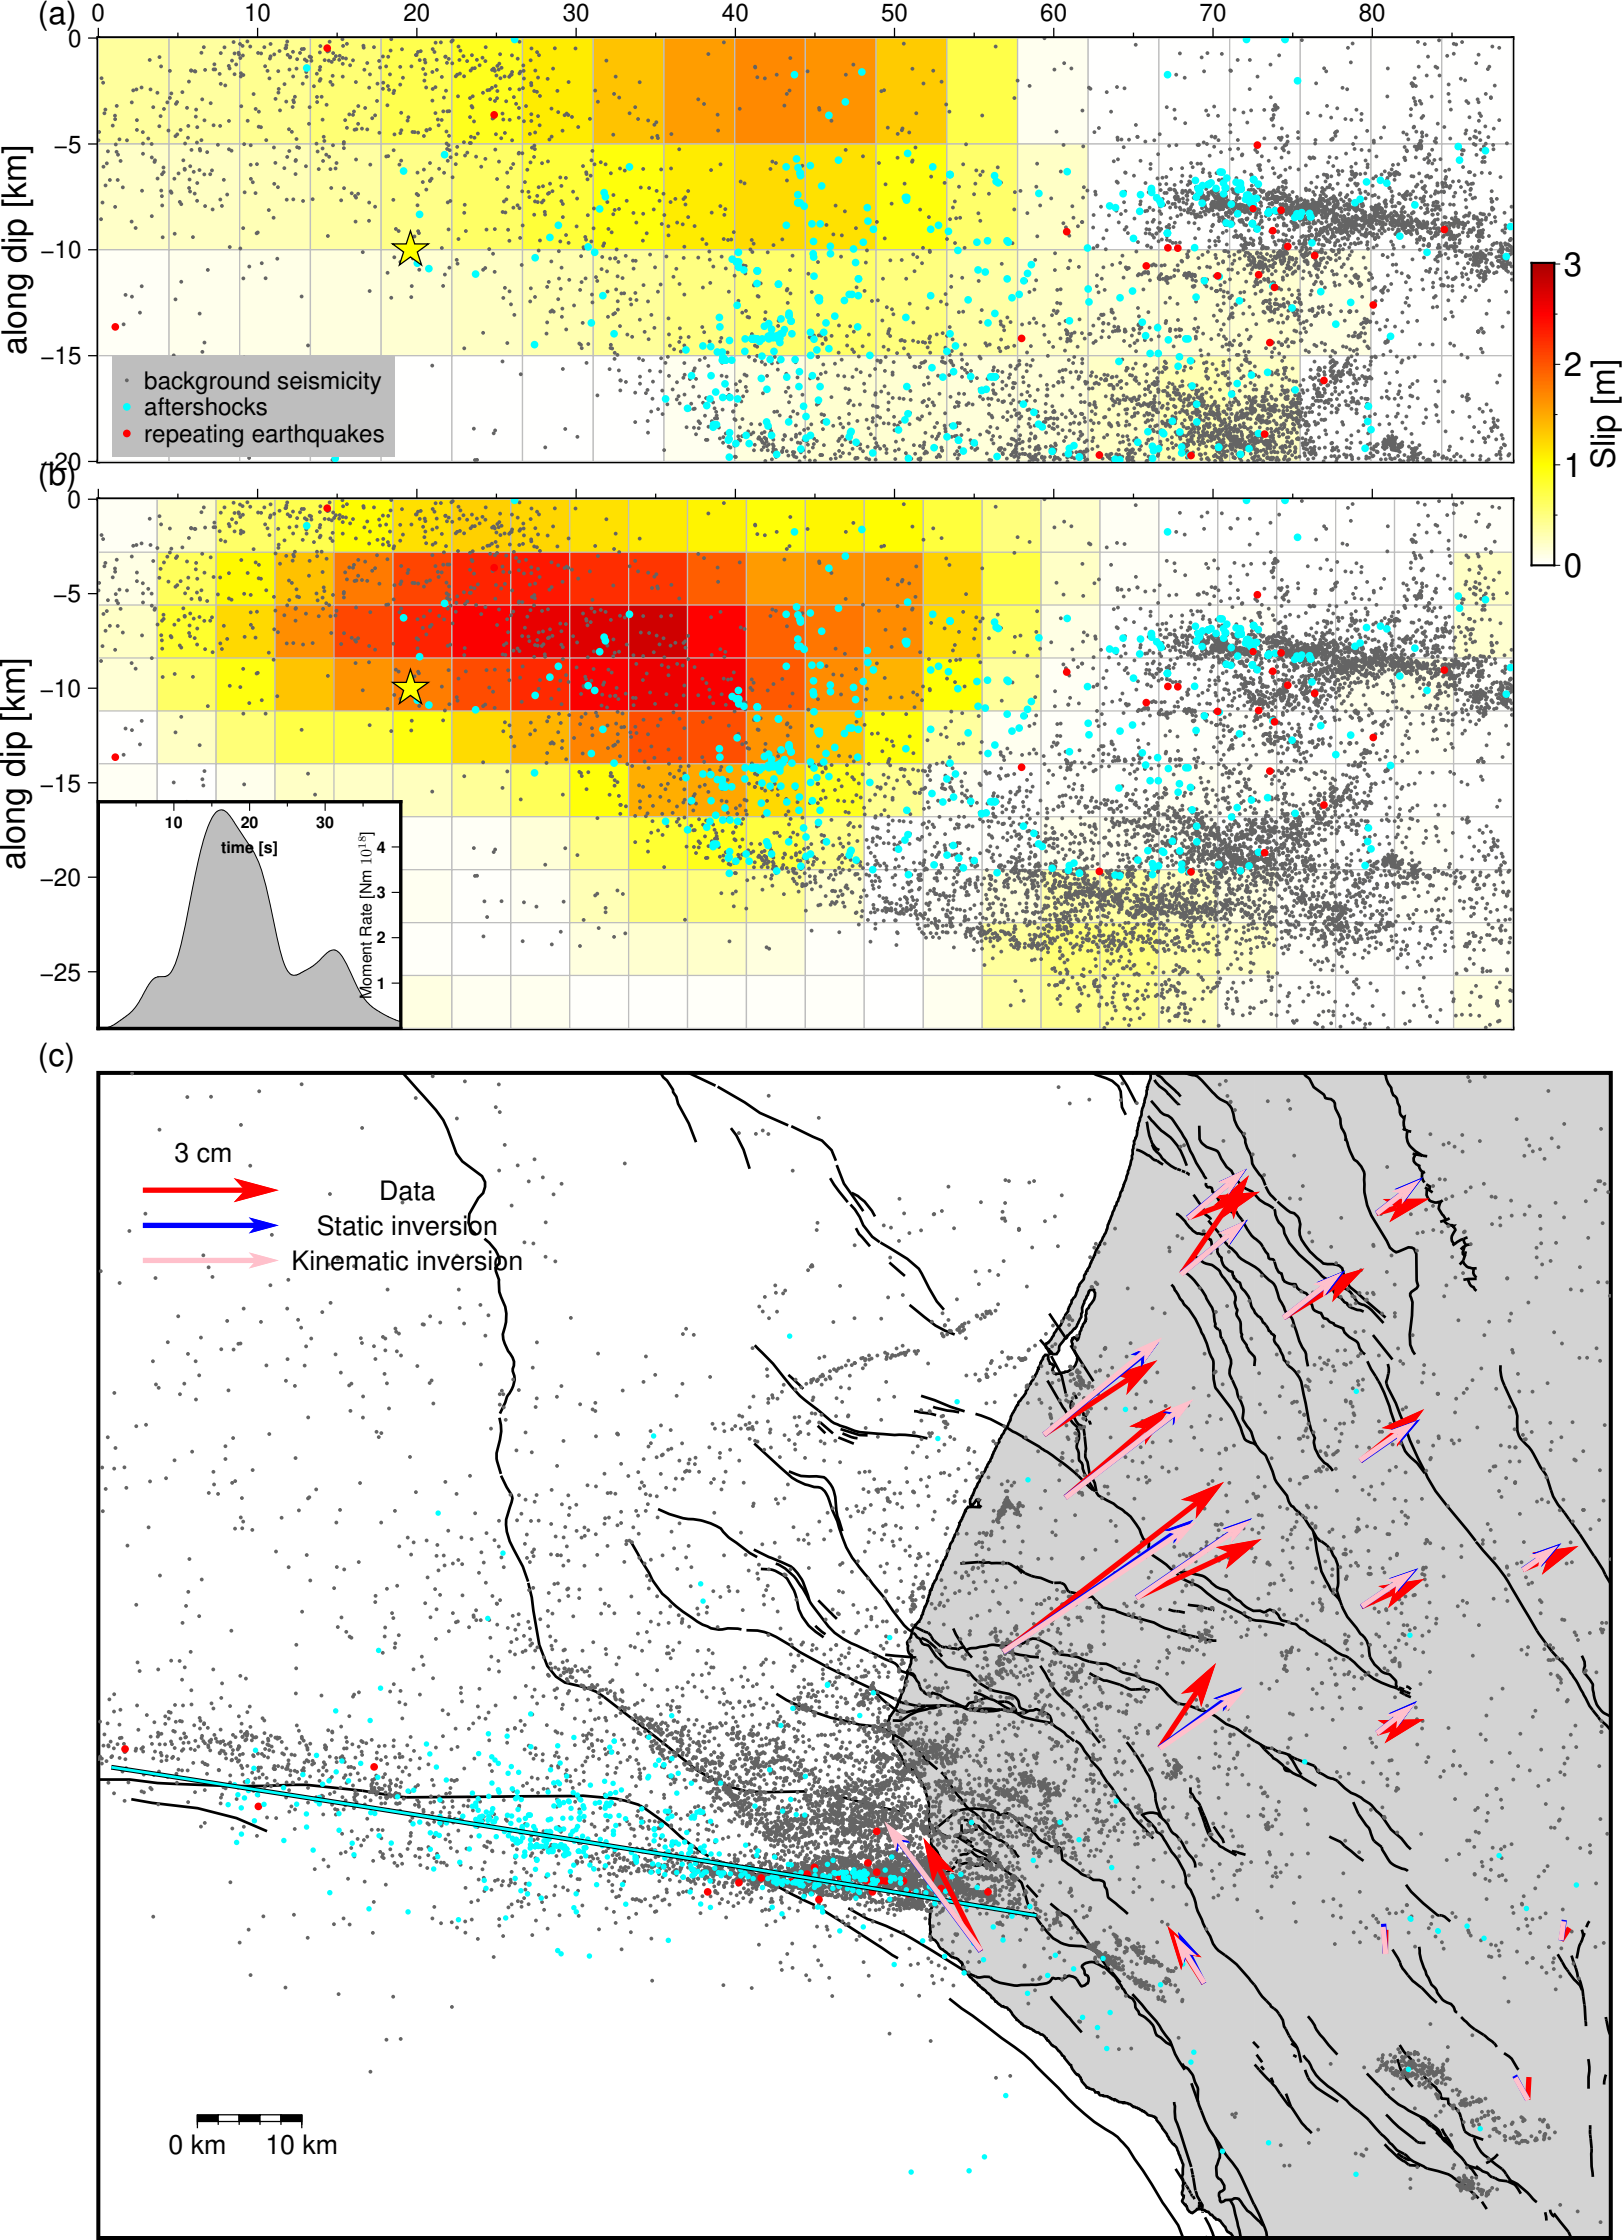 (a) 0 10 20 30 40 50 60 70 80
0
−5
−10
−15
−20
along dip [km]
background seismicity
aftershocks
repeating earthquakes
3
2
1
0
Slip [m]
(b)
0
−5
−10
−15
−20
−25
along dip [km]
10 20 30
time [s]
4
3
2
1
Moment Rate [Nm 10¹⁸]
(c)
3 cm
Data
Static inversion
Kinematic inversion
0 km 10 km